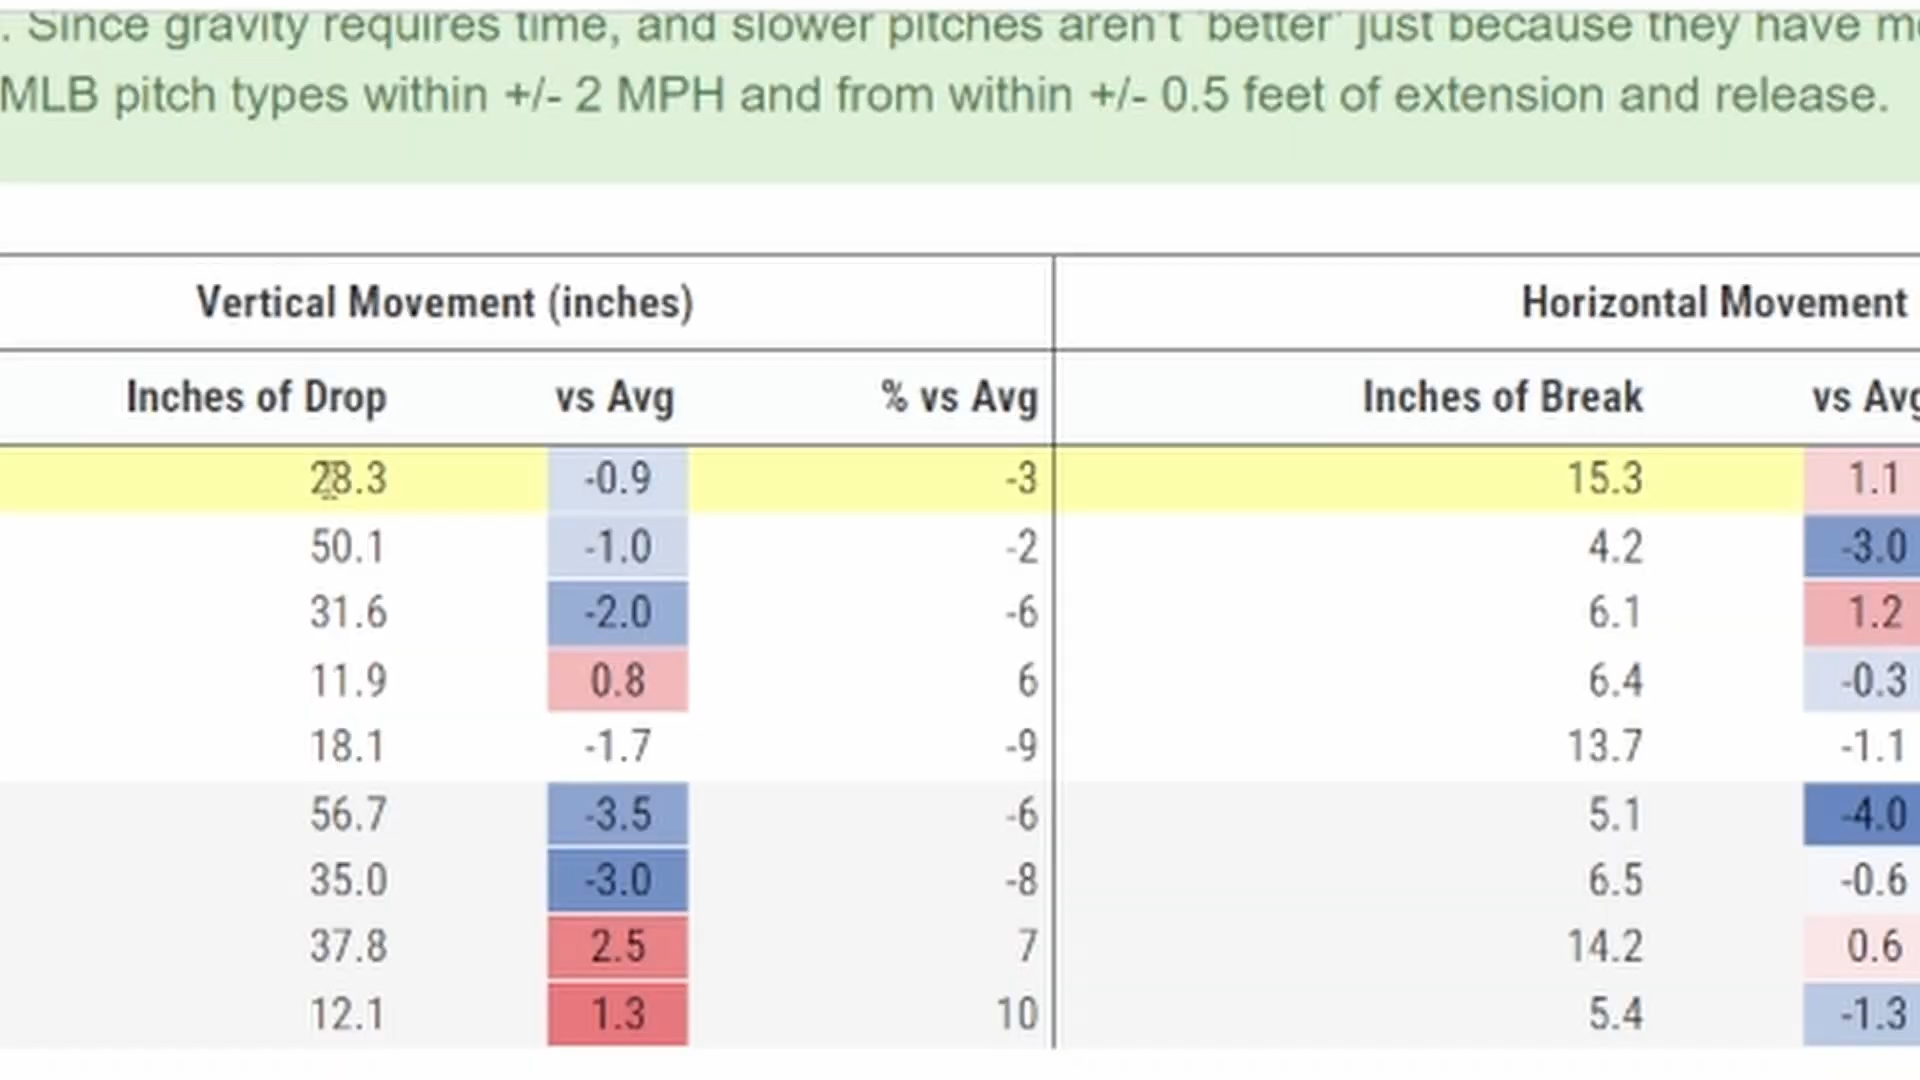 . Since gravity requires time, and slower pitches aren't 'better' just because they have
MLB pitch types within +/- 2 MPH and from within +/- 0.5 feet of extension and release.
Vertical Movement (inches) Horizontal Movement
Inches of Drop vs Avg % vs Avg Inches of Break vs Avg
28.3 -0.9 -3 15.3 1.1
50.1 -1.0 -2 4.2 -3.0
31.6 -2.0 -6 6.1 1.2
11.9 0.8 6 6.4 -0.3
18.1 -1.7 -9 13.7 -1.1
56.7 -3.5 -6 5.1 -4.0
35.0 -3.0 -8 6.5 -0.6
37.8 2.5 7 14.2 0.6
12.1 1.3 10 5.4 -1.3